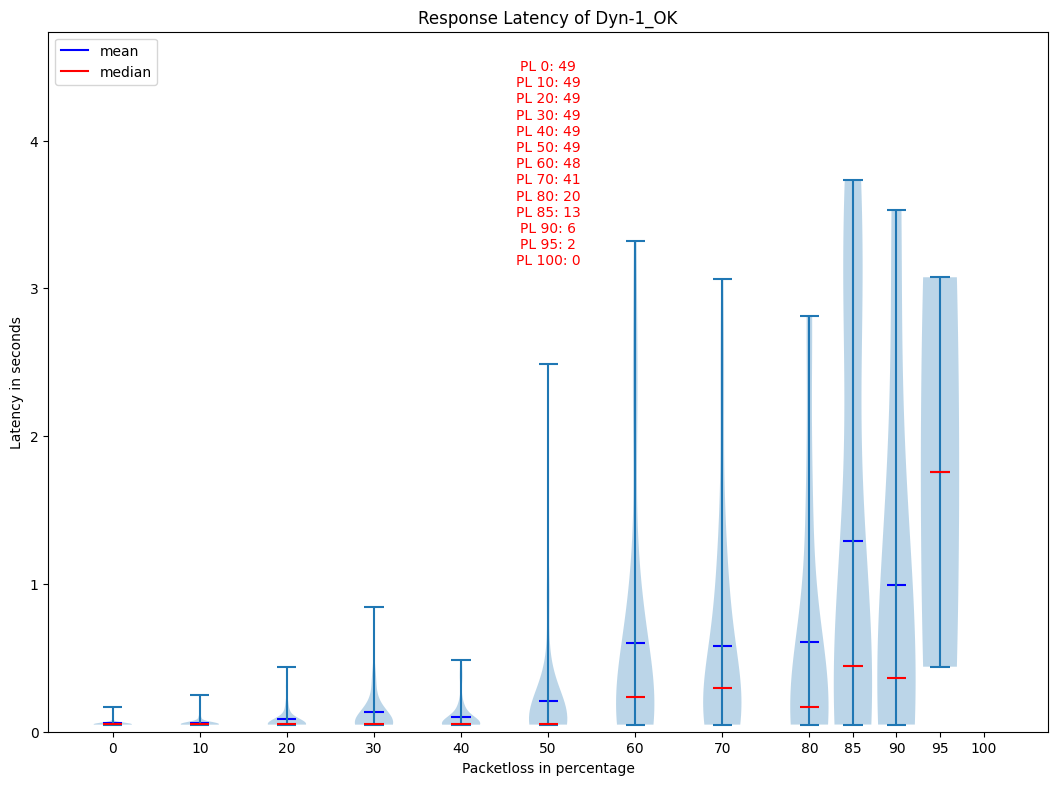 Response Latency of Dyn-1_OK
mean
median
PL 0: 49
PL 10: 49
PL 20: 49
PL 30: 49
PL 40: 49
PL 50: 49
PL 60: 48
PL 70: 41
PL 80: 20
PL 85: 13
PL 90: 6
PL 95: 2
PL 100: 0
Latency in seconds
4
3
2
1
0
0 10 20 30 40 50 60 70 80 85 90 95 100
Packetloss in percentage